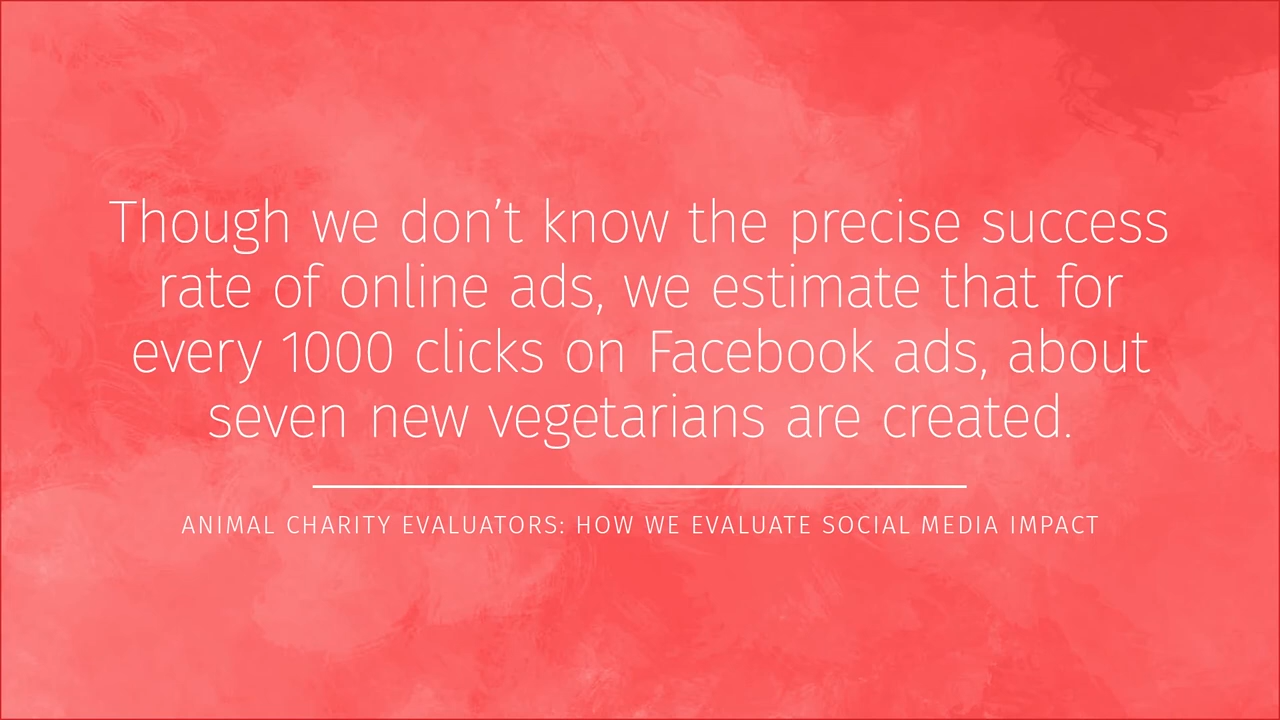 Though we don’t know the precise success
rate of online ads, we estimate that for
every 1000 clicks on Facebook ads, about
seven new vegetarians are created.
ANIMAL CHARITY EVALUATORS: HOW WE EVALUATE SOCIAL MEDIA IMPACT